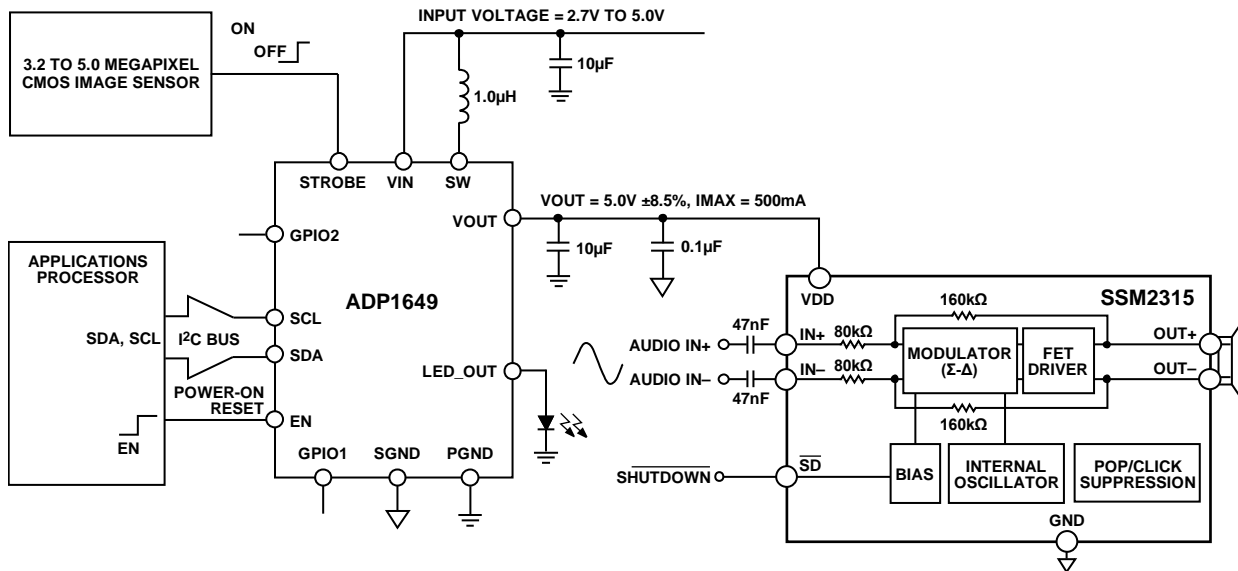 INPUT VOLTAGE = 2.7V TO 5.0V
ON
OFF
3.2 TO 5.0 MEGAPIXEL
CMOS IMAGE SENSOR
10µF
1.0µH
STROBE
VIN
SW
VOUT = 5.0V ±8.5%, IMAX = 500mA
VOUT
GPIO2
10µF
0.1µF
APPLICATIONS
PROCESSOR
ADP1649
VDD
SSM2315
160kΩ
SCL
SDA, SCL
I²C BUS
SDA
47nF
AUDIO IN+
IN+
80kΩ
MODULATOR
(Σ-Δ)
FET
DRIVER
OUT+
AUDIO IN–
IN–
80kΩ
OUT–
47nF
LED_OUT
POWER-ON
RESET
160kΩ
EN
EN
GPIO1
SGND
PGND
SHUTDOWN
SD
BIAS
INTERNAL
OSCILLATOR
POP/CLICK
SUPPRESSION
GND